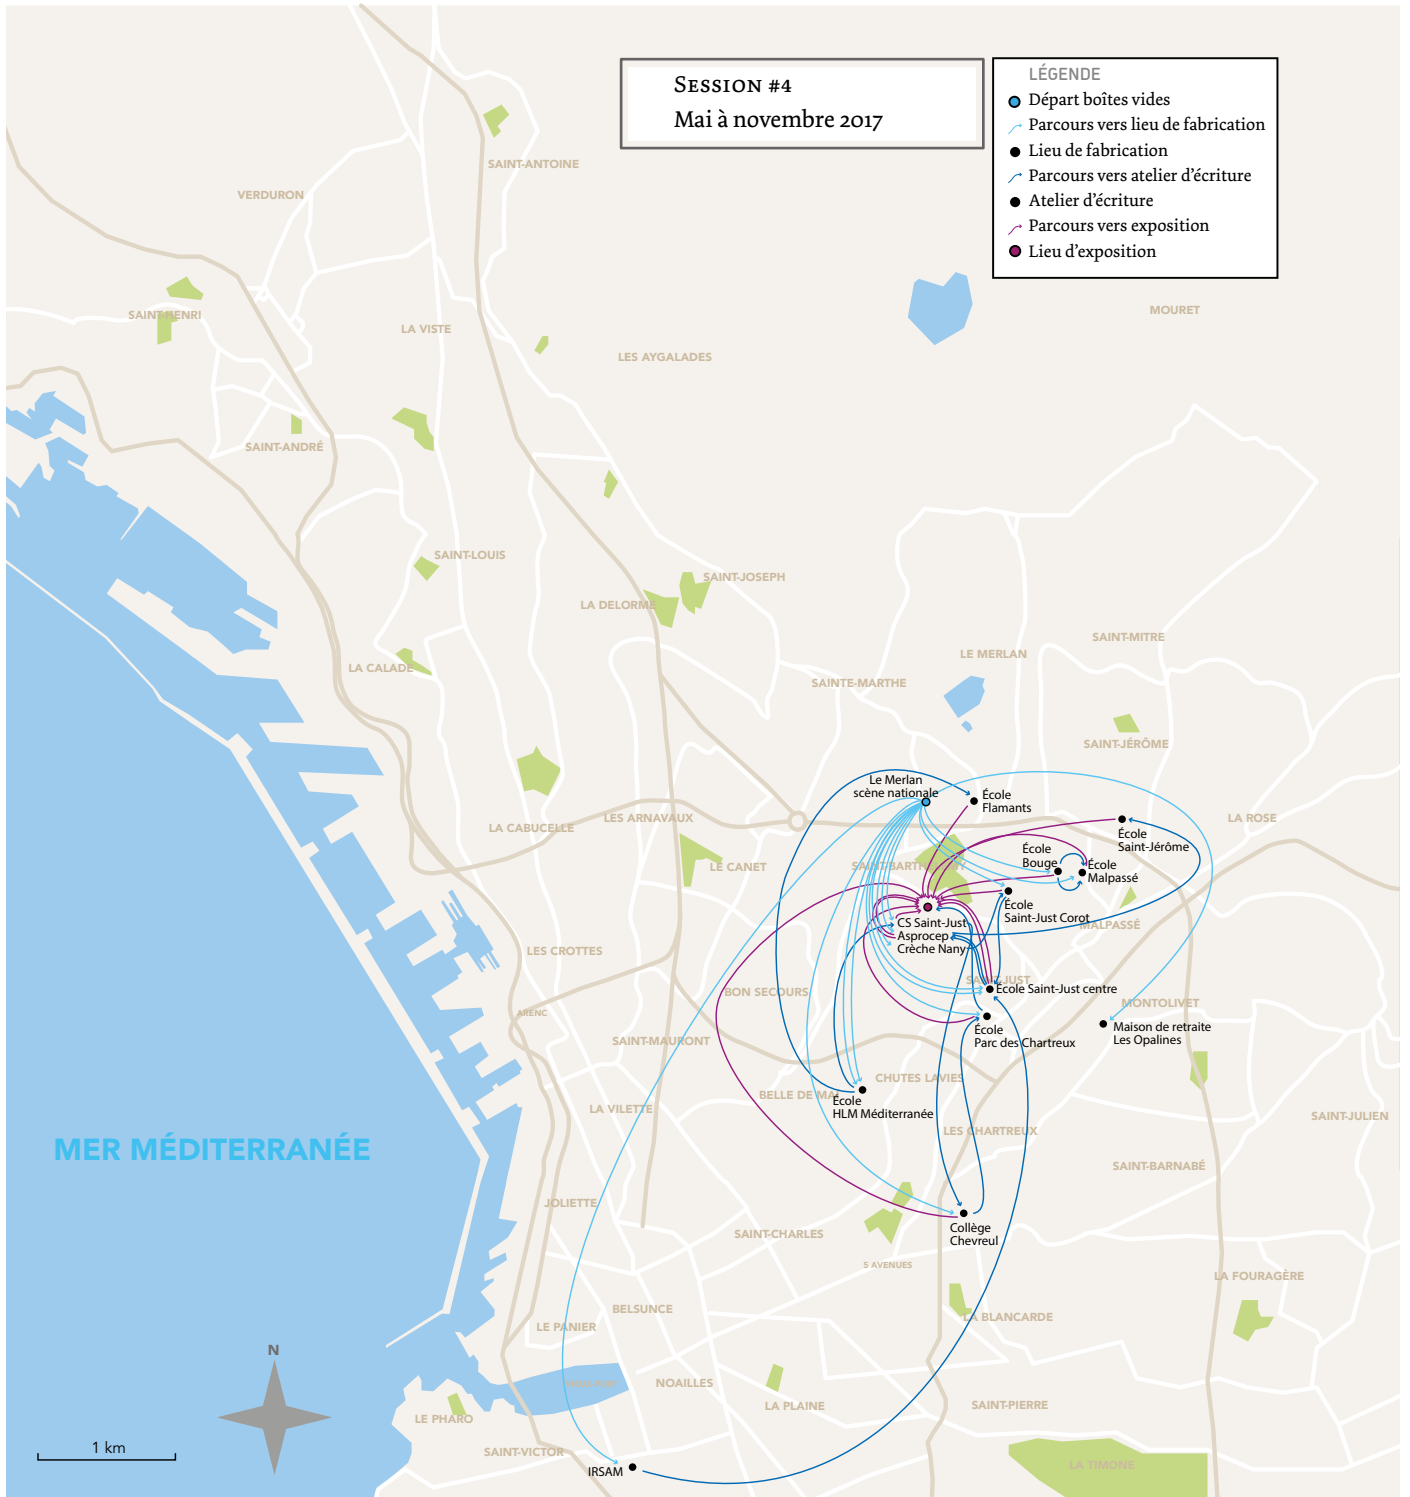 SESSION #4
Mai à novembre 2017
LÉGENDE
Départ boîtes vides
Parcours vers lieu de fabrication
Lieu de fabrication
Parcours vers atelier d'écriture
Atelier d'écriture
Parcours vers exposition
Lieu d'exposition
SAINT-ANTOINE
VERDURON
SAINT-HENRI
LA VISTE
MOURET
LES AYGALADES
SAINT-ANDRÉ
SAINT-LOUIS
SAINT-JOSEPH
LA DELORME
SAINT-MITRE
LE MERLAN
LA CALADE
SAINTE-MARTHE
SAINT-JÉRÔME
Le Merlan
scène nationale
École
Flamants
LES ARNAVAUX
LA ROSE
LA CABUCELLE
École
Saint-Jérôme
École
Bouge
LE CANET
École
Malpassé
École
Saint-Just Corot
CS Saint-Just
Asprocep
Crèche Nany
MALPASSÉ
LES CROTTES
SAINT-JUST
École Saint-Just centre
BON SECOURS
MONTOLIVET
ARENC
Maison de retraite
Les Opalines
École
Parc des Chartreux
SAINT-MAURONT
CHUTES LAVIES
BELLE DE MAI
École
HLM Méditerranée
LA VILETTE
SAINT-JULIEN
LES CHARTREUX
MER MÉDITERRANÉE
SAINT-BARNABÉ
JOLIETTE
Collège
Chevreul
SAINT-CHARLES
5 AVENUES
LA FOURAGÈRE
BELSUNCE
LA BLANCARDE
LE PANIER
N
NOAILLES
LA PLAINE
SAINT-PIERRE
LE PHARO
1 km
SAINT-VICTOR
LA TIMONE
IRSAM